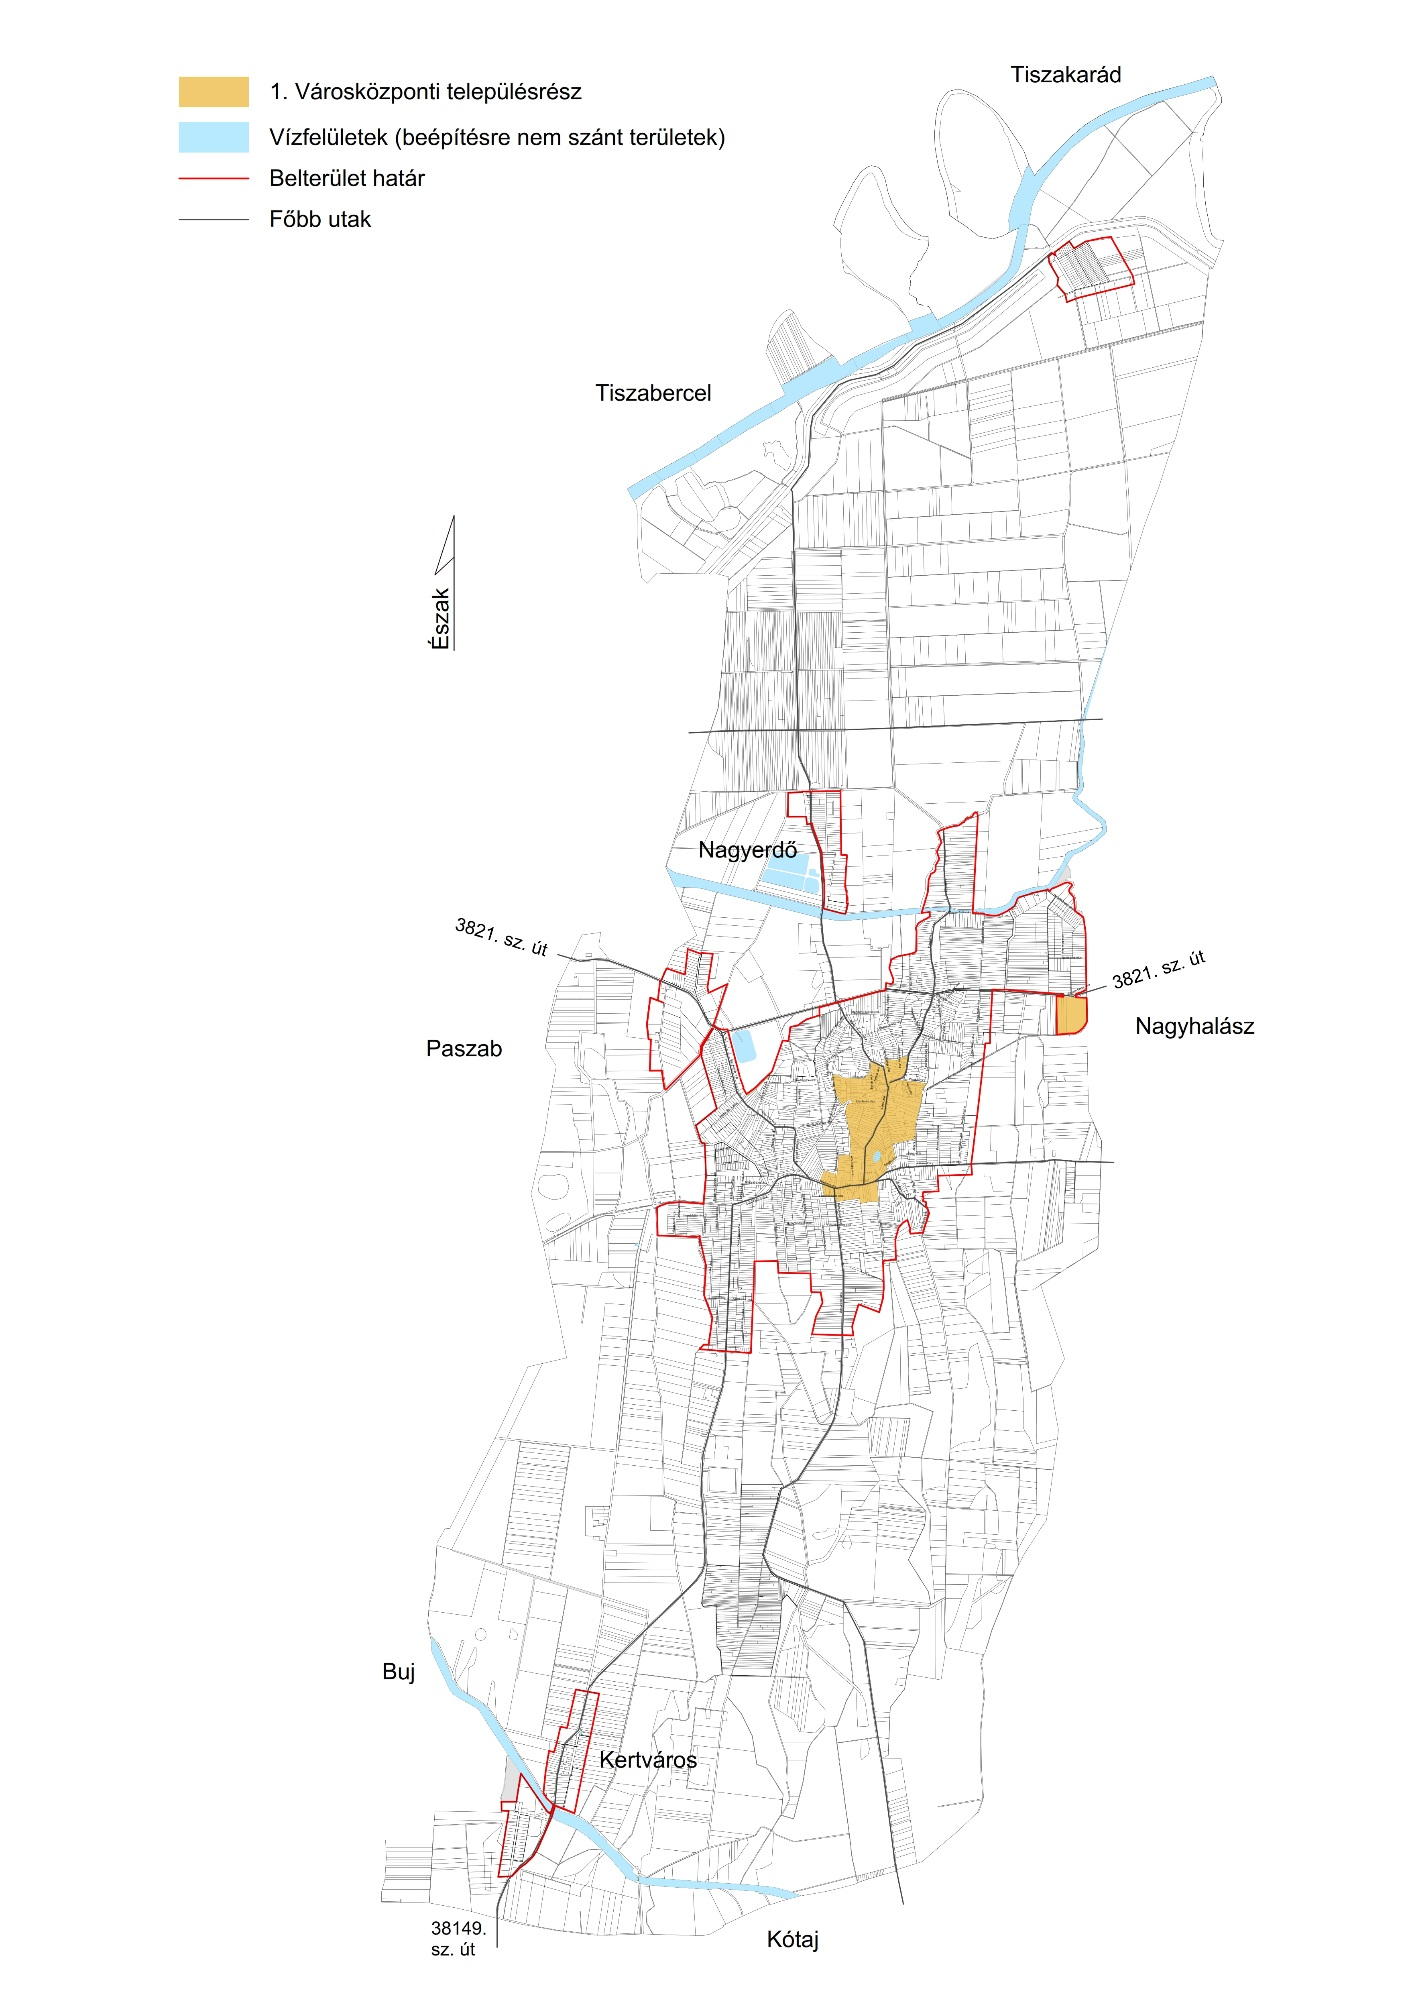 1. Városközponti településrész
Vízfelületek (beépítésre nem szánt területek)
Belterület határ
Főbb utak
Tiszakarád
Tiszabercel
Észak
Nagyerdő
3821. sz. út
3821. sz. út
Nagyhalász
Paszab
Buj
Kertváros
38149.
sz. út
Kótaj